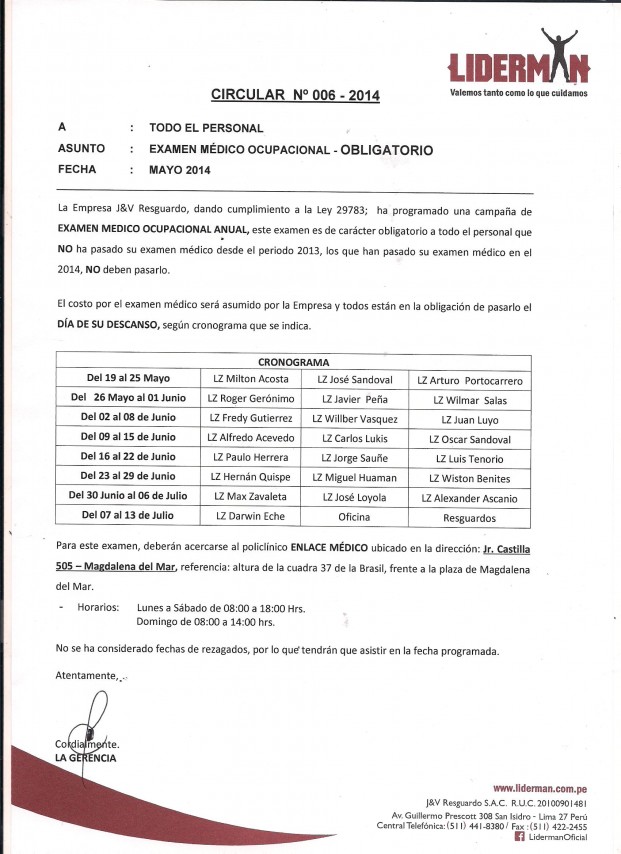 LIDERMAN
Valemos tanto como lo que cuidamos
CIRCULAR Nº 006 - 2014
A : TODO EL PERSONAL
ASUNTO : EXAMEN MÉDICO OCUPACIONAL - OBLIGATORIO
FECHA : MAYO 2014
La Empresa J&V Resguardo, dando cumplimiento a la Ley 29783; ha programado una campaña de
EXAMEN MEDICO OCUPACIONAL ANUAL, este examen es de carácter obligatorio a todo el personal que
NO ha pasado su examen médico desde el periodo 2013, los que han pasado su examen médico en el
2014, NO deben pasarlo.
El costo por el examen médico será asumido por la Empresa y todos están en la obligación de pasarlo el
DÍA DE SU DESCANSO, según cronograma que se indica.
CRONOGRAMA
Del 19 al 25 Mayo LZ Milton Acosta LZ José Sandoval LZ Arturo Portocarrero
Del 26 Mayo al 01 Junio LZ Roger Gerónimo LZ Javier Peña LZ Wilmar Salas
Del 02 al 08 de Junio LZ Fredy Gutierrez LZ Willber Vasquez LZ Juan Luyo
Del 09 al 15 de Junio LZ Alfredo Acevedo LZ Carlos Lukis LZ Oscar Sandoval
Del 16 al 22 de Junio LZ Paulo Herrera LZ Jorge Sauñe LZ Luis Tenorio
Del 23 al 29 de Junio LZ Hernán Quispe LZ Miguel Huaman LZ Wiston Benites
Del 30 Junio al 06 de Julio LZ Max Zavaleta LZ José Loyola LZ Alexander Ascanio
Del 07 al 13 de Julio LZ Darwin Eche Oficina Resguardos
Para este examen, deberán acercarse al policlínico ENLACE MÉDICO ubicado en la dirección: Jr. Castilla
505 – Magdalena del Mar, referencia: altura de la cuadra 37 de la Brasil, frente a la plaza de Magdalena
del Mar.
- Horarios: Lunes a Sábado de 08:00 a 18:00 Hrs.
Domingo de 08:00 a 14:00 hrs.
No se ha considerado fechas de rezagados, por lo que tendrán que asistir en la fecha programada.
Atentamente,
Cordialmente.
LA GERENCIA
www.liderman.com.pe
J&V Resguardo S.A.C. R.U.C. 20100901481
Av. Guillermo Prescott 308 San Isidro - Lima 27 Perú
Central Telefónica: (511) 441-8380 / Fax : (511) 422-2455
LidermanOficial